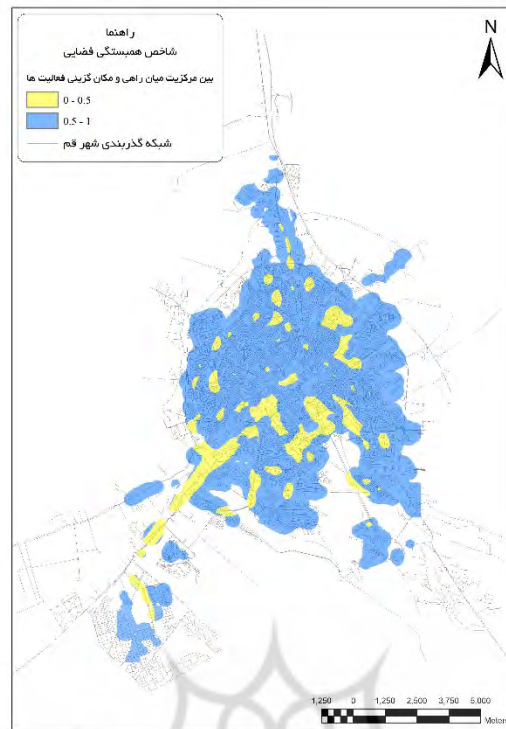 راهنما
شاخص همبستگی فضایی
بین مرکزیت میان راهی و مکان گزینی فعالیت ها
0 - 0.5
0.5 - 1
شبکه گذربندی شهر قم
N
1,250 0 1,250 2,500 3,750 5,000
Meters